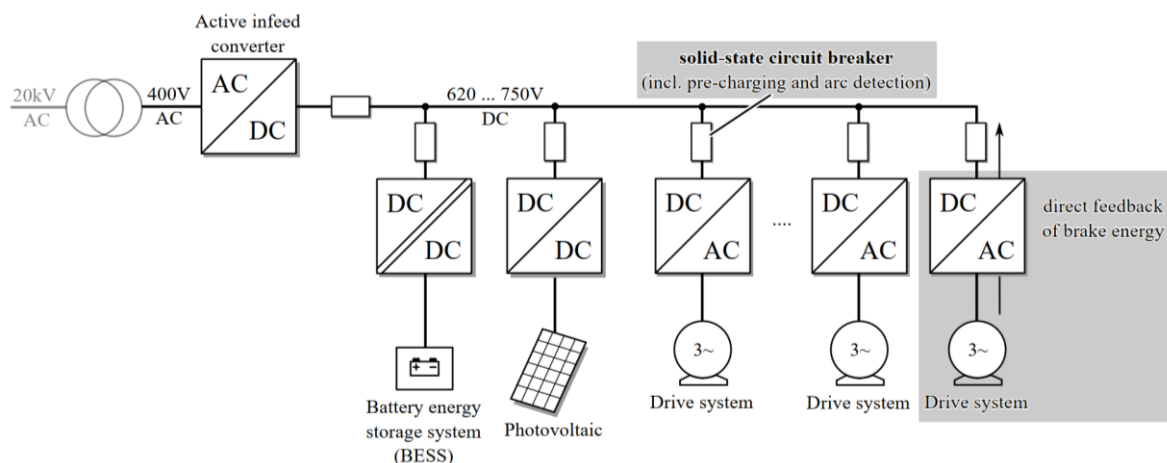 Active infeed
converter
20kV
AC
400V
AC
AC
DC
620 ... 750V
DC
solid-state circuit breaker
(incl. pre-charging and arc detection)
DC
DC
DC
DC
DC
AC
....
DC
AC
DC
AC
direct feedback
of brake energy
3~
3~
3~
Battery energy
storage system
(BESS)
Photovoltaic
Drive system
Drive system
Drive system